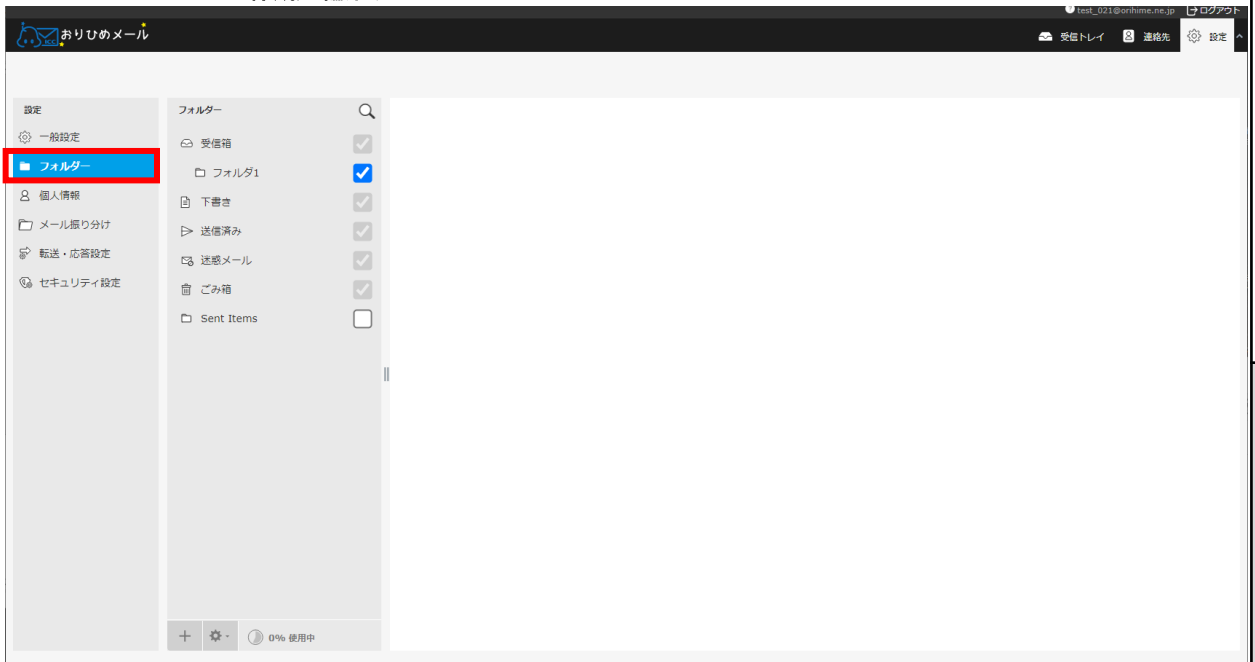 test_021@orihime.ne.jp ログアウト
ICC おりひめメール
受信トレイ 連絡先 設定
設定
一般設定
フォルダー
個人情報
メール振り分け
転送・応答設定
セキュリティ設定
フォルダー
受信箱
フォルダ1
下書き
送信済み
迷惑メール
ごみ箱
Sent Items
0% 使用中